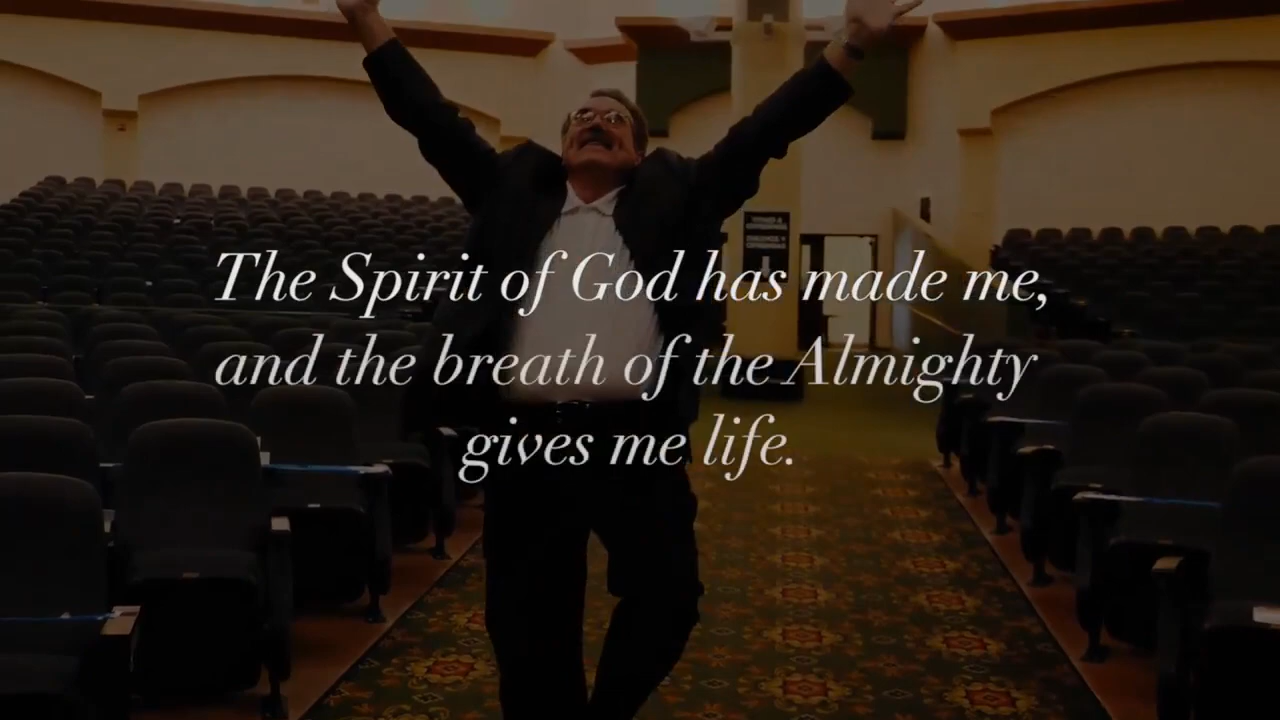 The Spirit of God has made me,
and the breath of the Almighty
gives me life.